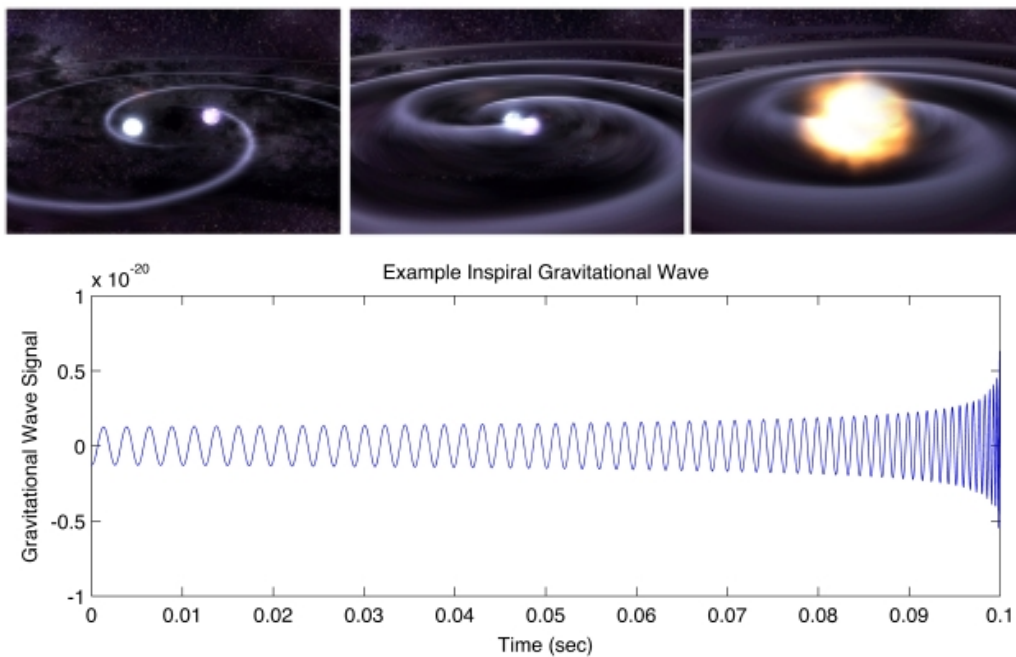 Example Inspiral Gravitational Wave
x 10⁻²⁰
1
0.5
0
-0.5
-1
Gravitational Wave Signal
0 0.01 0.02 0.03 0.04 0.05 0.06 0.07 0.08 0.09 0.1
Time (sec)